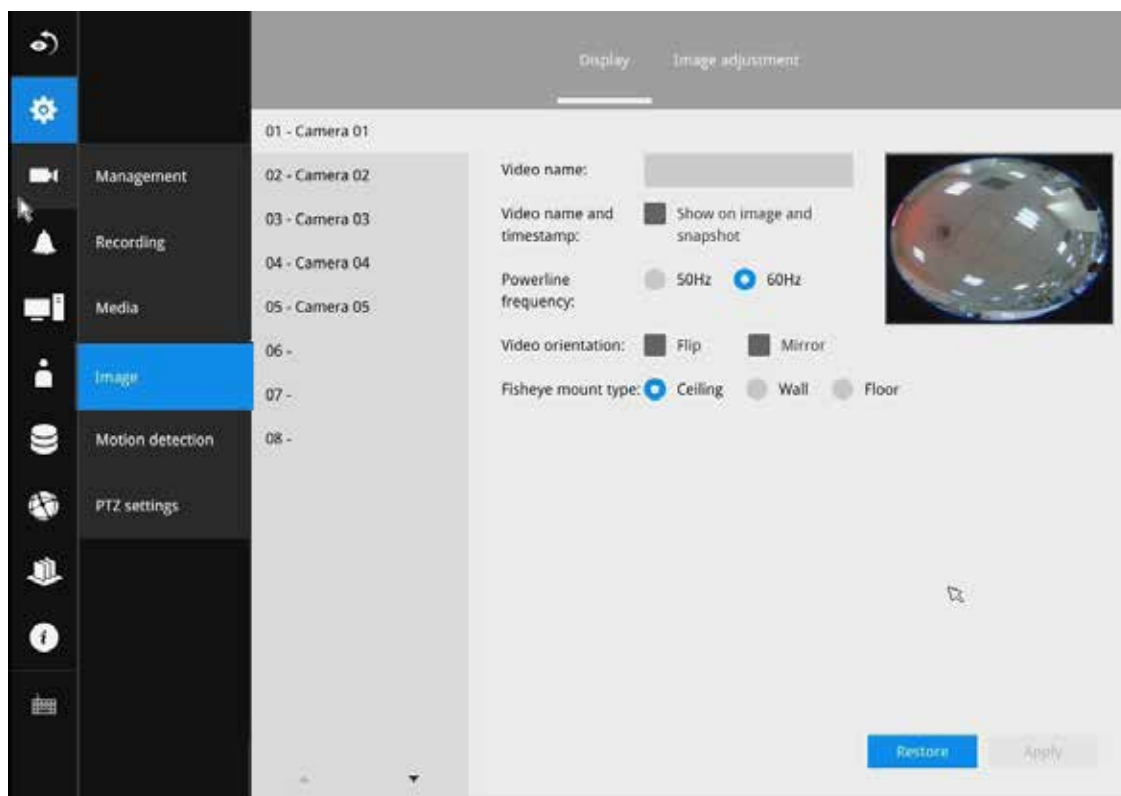 Display Image adjustment
Management
Recording
Media
Image
Motion detection
PTZ settings
01 - Camera 01
02 - Camera 02
03 - Camera 03
04 - Camera 04
05 - Camera 05
06 -
07 -
08 -
Video name:
Video name and
timestamp:
Show on image and
snapshot
Powerline
frequency:
50Hz 60Hz
Video orientation: Flip Mirror
Fisheye mount type: Ceiling Wall Floor
Restore Apply